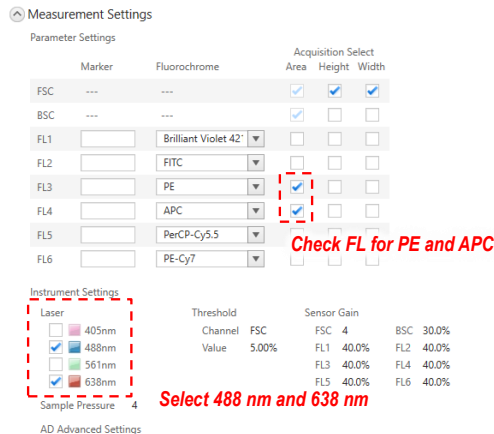 Measurement Settings
Parameter Settings
Acquisition Select
Marker Fluorochrome Area Height Width
FSC --- ---
BSC --- ---
FL1 Brilliant Violet 42
FL2 FITC
FL3 PE
FL4 APC
FL5 PerCP-Cy5.5
Check FL for PE and APC
FL6 PE-Cy7
Instrument Settings
Laser Threshold Sensor Gain
405nm Channel FSC FSC 4 BSC 30.0%
488nm Value 5.00% FL1 40.0% FL2 40.0%
561nm FL3 40.0% FL4 40.0%
638nm FL5 40.0% FL6 40.0%
Select 488 nm and 638 nm
Sample Pressure 4
AD Advanced Settings